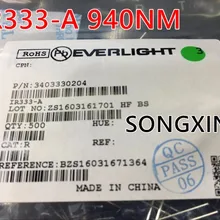 IR333-A 940NM
RoHS Pb EVERLIGHT
3
CPN:
P/N:3403330204
IR333-A
LOT NO:ZS1603161701 HF BS
QTY:500 HUE:
CAT:R REF:
REFERENCE:BZS16031671364
MADE IN CHINA
SONGXIN
QC
PASS
06